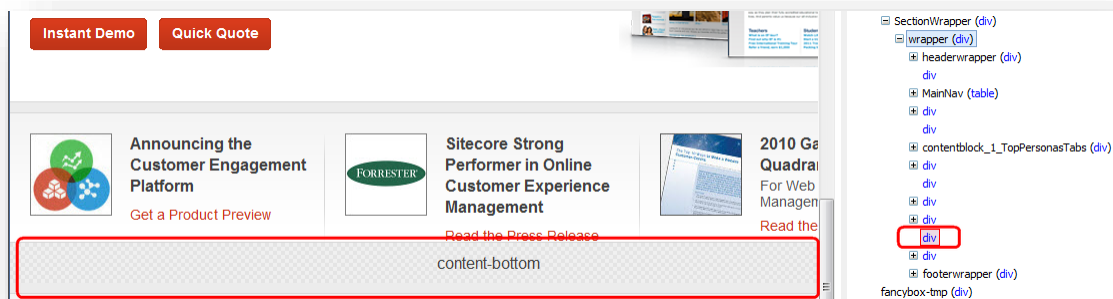 Instant Demo
Quick Quote
Teachers
Announcing the
Customer Engagement
Platform
Get a Product Preview
FORRESTER
Sitecore Strong
Performer in Online
Customer Experience
Management
Read the Press Release
2010 Ga
Quadran
For Web
Managem
Read the
content-bottom
SectionWrapper (div)
wrapper (div)
headerwrapper (div)
div
MainNav (table)
div
div
contentblock_1_TopPersonasTabs (div)
div
div
div
div
div
div
footerwrapper (div)
fancybox-tmp (div)